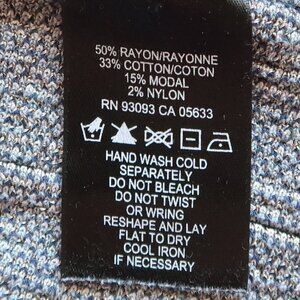 50% RAYON/RAYONNE
33% COTTON/COTON
15% MODAL
2% NYLON
RN 93093 CA 05633
HAND WASH COLD
SEPARATELY
DO NOT BLEACH
DO NOT TWIST
OR WRING
RESHAPE AND LAY
FLAT TO DRY
COOL IRON
IF NECESSARY